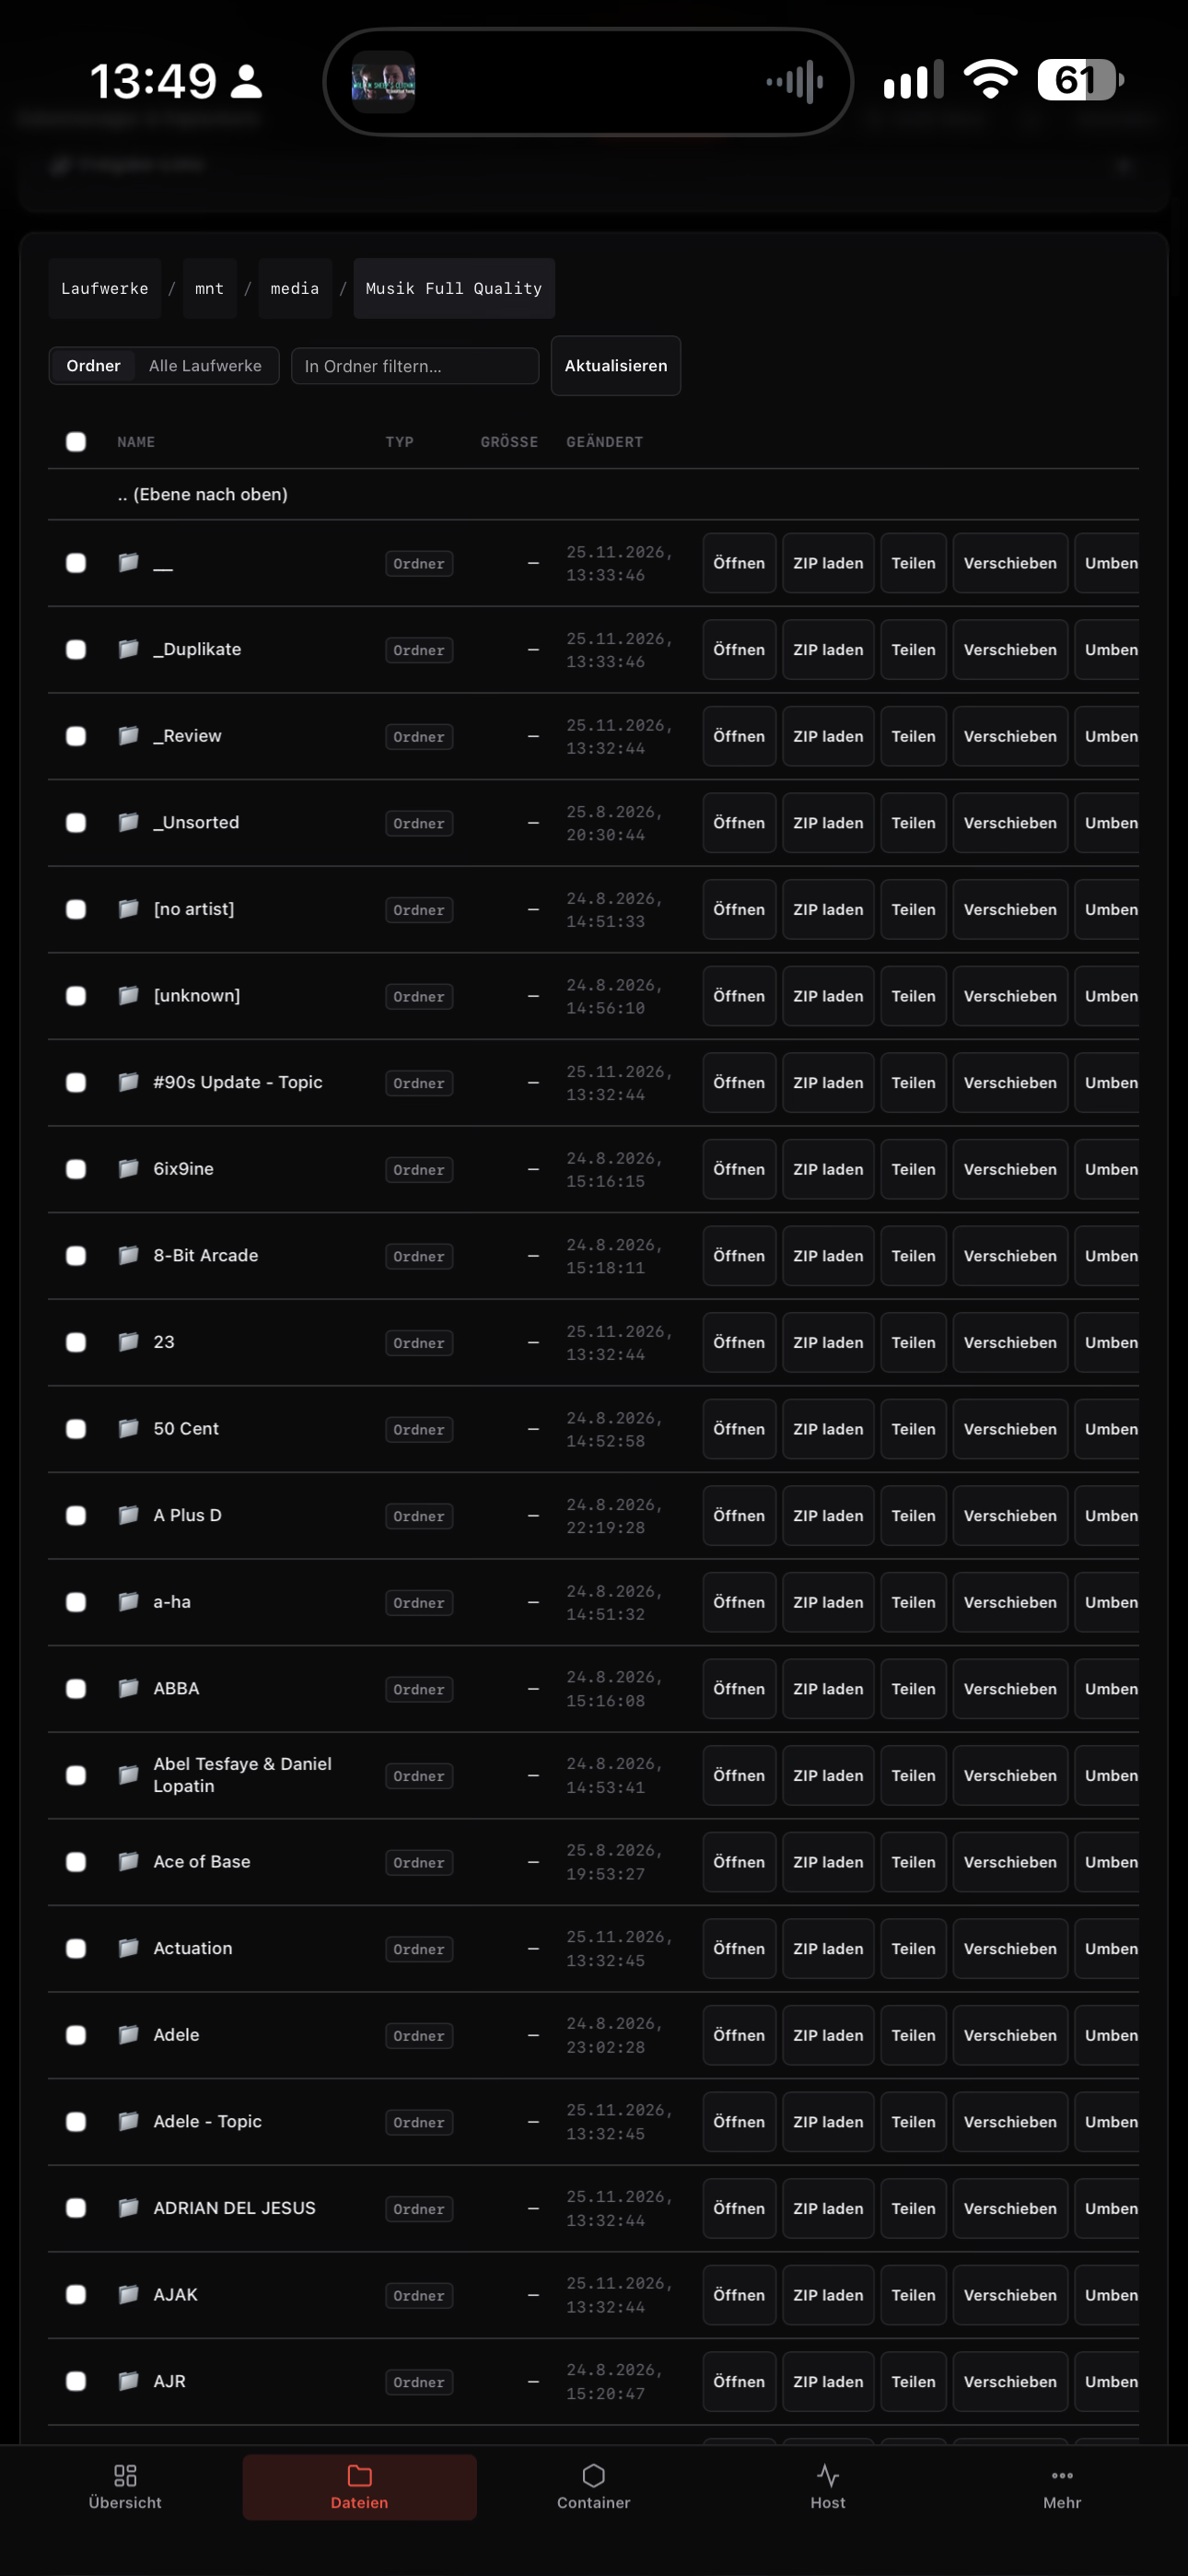 13:49
61
Laufwerke / mnt / media / Musik Full Quality
Ordner Alle Laufwerke In Ordner filtern... Aktualisieren
NAME TYP GRÖSSE GEÄNDERT
.. (Ebene nach oben)
__ Ordner — 25.11.2026, 13:33:46 Öffnen ZIP laden Teilen Verschieben Umben
_Duplikate Ordner — 25.11.2026, 13:33:46 Öffnen ZIP laden Teilen Verschieben Umben
_Review Ordner — 25.11.2026, 13:32:44 Öffnen ZIP laden Teilen Verschieben Umben
_Unsorted Ordner — 25.8.2026, 20:30:44 Öffnen ZIP laden Teilen Verschieben Umben
[no artist] Ordner — 24.8.2026, 14:51:33 Öffnen ZIP laden Teilen Verschieben Umben
[unknown] Ordner — 24.8.2026, 14:56:10 Öffnen ZIP laden Teilen Verschieben Umben
#90s Update - Topic Ordner — 25.11.2026, 13:32:44 Öffnen ZIP laden Teilen Verschieben Umben
6ix9ine Ordner — 24.8.2026, 15:16:15 Öffnen ZIP laden Teilen Verschieben Umben
8-Bit Arcade Ordner — 24.8.2026, 15:18:11 Öffnen ZIP laden Teilen Verschieben Umben
23 Ordner — 25.11.2026, 13:32:44 Öffnen ZIP laden Teilen Verschieben Umben
50 Cent Ordner — 24.8.2026, 14:52:58 Öffnen ZIP laden Teilen Verschieben Umben
A Plus D Ordner — 24.8.2026, 22:19:28 Öffnen ZIP laden Teilen Verschieben Umben
a-ha Ordner — 24.8.2026, 14:51:32 Öffnen ZIP laden Teilen Verschieben Umben
ABBA Ordner — 24.8.2026, 15:16:08 Öffnen ZIP laden Teilen Verschieben Umben
Abel Tesfaye & Daniel Lopatin Ordner — 24.8.2026, 14:53:41 Öffnen ZIP laden Teilen Verschieben Umben
Ace of Base Ordner — 25.8.2026, 19:53:27 Öffnen ZIP laden Teilen Verschieben Umben
Actuation Ordner — 25.11.2026, 13:32:45 Öffnen ZIP laden Teilen Verschieben Umben
Adele Ordner — 24.8.2026, 23:02:28 Öffnen ZIP laden Teilen Verschieben Umben
Adele - Topic Ordner — 25.11.2026, 13:32:45 Öffnen ZIP laden Teilen Verschieben Umben
ADRIAN DEL JESUS Ordner — 25.11.2026, 13:32:44 Öffnen ZIP laden Teilen Verschieben Umben
AJAK Ordner — 25.11.2026, 13:32:44 Öffnen ZIP laden Teilen Verschieben Umben
AJR Ordner — 24.8.2026, 15:20:47 Öffnen ZIP laden Teilen Verschieben Umben
Übersicht Dateien Container Host Mehr